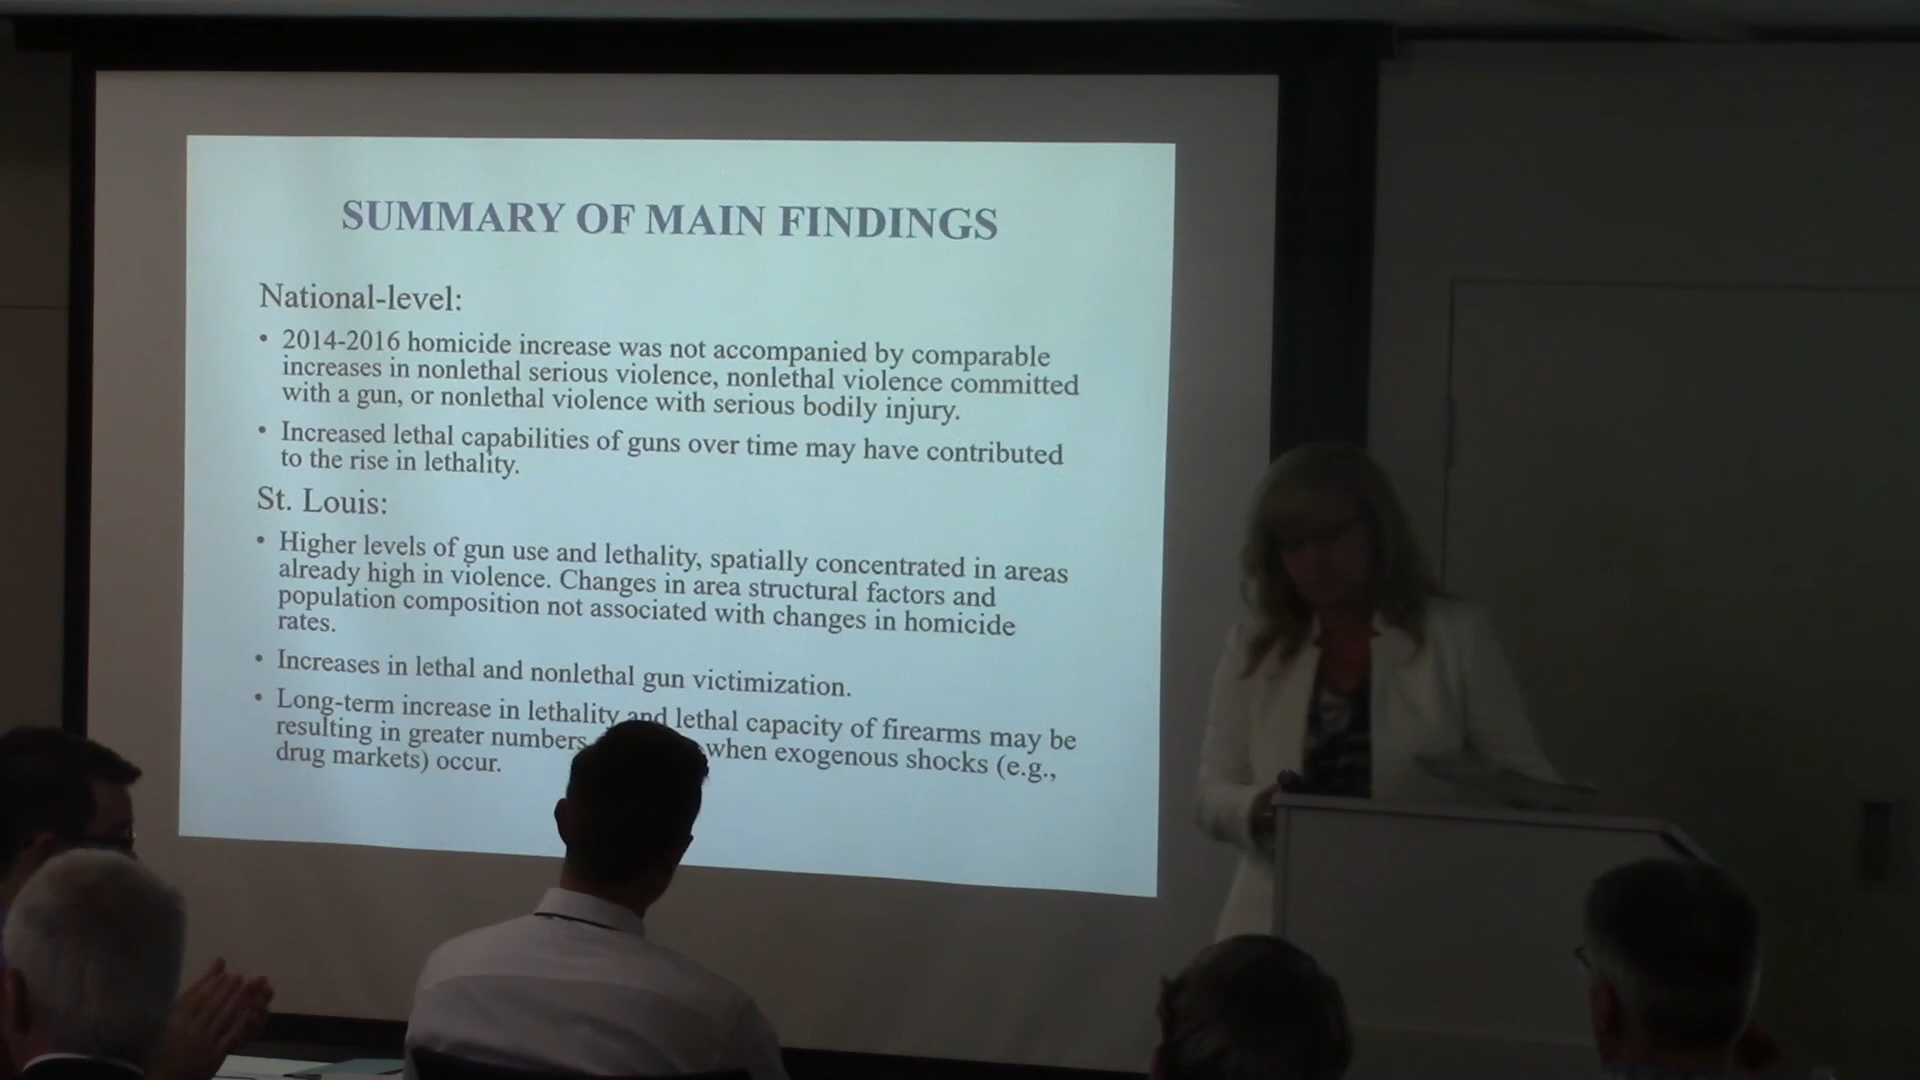 SUMMARY OF MAIN FINDINGS
National-level:
• 2014-2016 homicide increase was not accompanied by comparable
increases in nonlethal serious violence, nonlethal violence committed
with a gun, or nonlethal violence with serious bodily injury.
• Increased lethal capabilities of guns over time may have contributed
to the rise in lethality.
St. Louis:
• Higher levels of gun use and lethality, spatially concentrated in areas
already high in violence. Changes in area structural factors and
population composition not associated with changes in homicide
rates.
• Increases in lethal and nonlethal gun victimization.
• Long-term increase in lethality and lethal capacity of firearms may be
resulting in greater numbers when exogenous shocks (e.g.,
drug markets) occur.